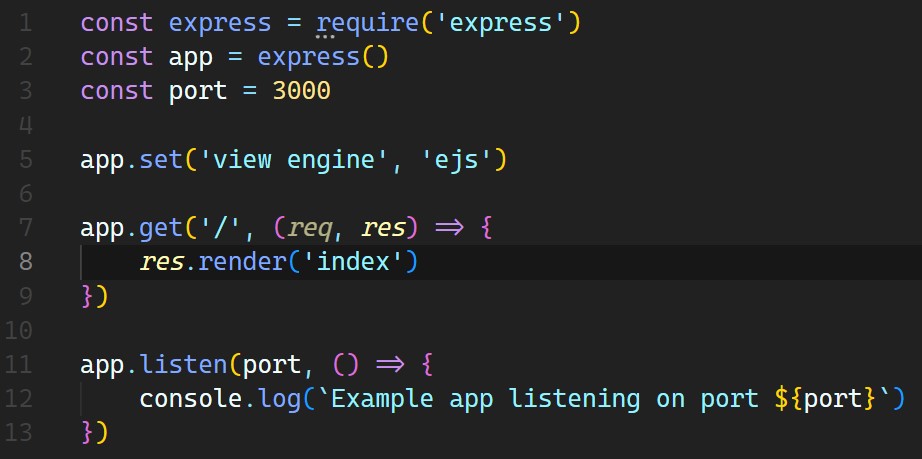 1 const express = require('express')
2 const app = express()
3 const port = 3000
4
5 app.set('view engine', 'ejs')
6
7 app.get('/', (req, res) => {
8     res.render('index')
9 })
10
11 app.listen(port, () => {
12     console.log(`Example app listening on port ${port}`)
13 })